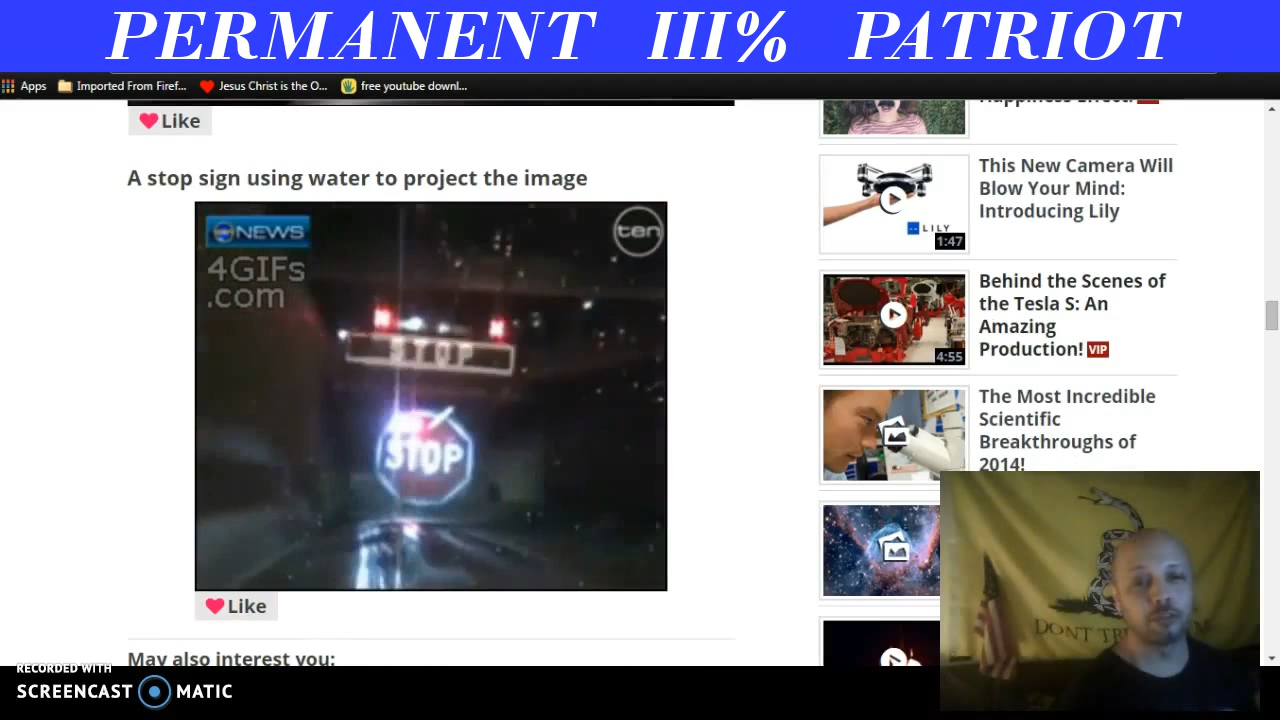 PERMANENT III% PATRIOT
Apps Imported From Firef... Jesus Christ is the O... free youtube downl...
Like
A stop sign using water to project the image
NEWS
ten
4GIFs
.com
STOP
STOP
Like
May also interest you:
This New Camera Will
Blow Your Mind:
Introducing Lily
LILY
1:47
Behind the Scenes of
the Tesla S: An
Amazing
Production! VIP
4:55
The Most Incredible
Scientific
Breakthroughs of
2014!
DONT
RECORDED WITH
SCREENCAST MATIC